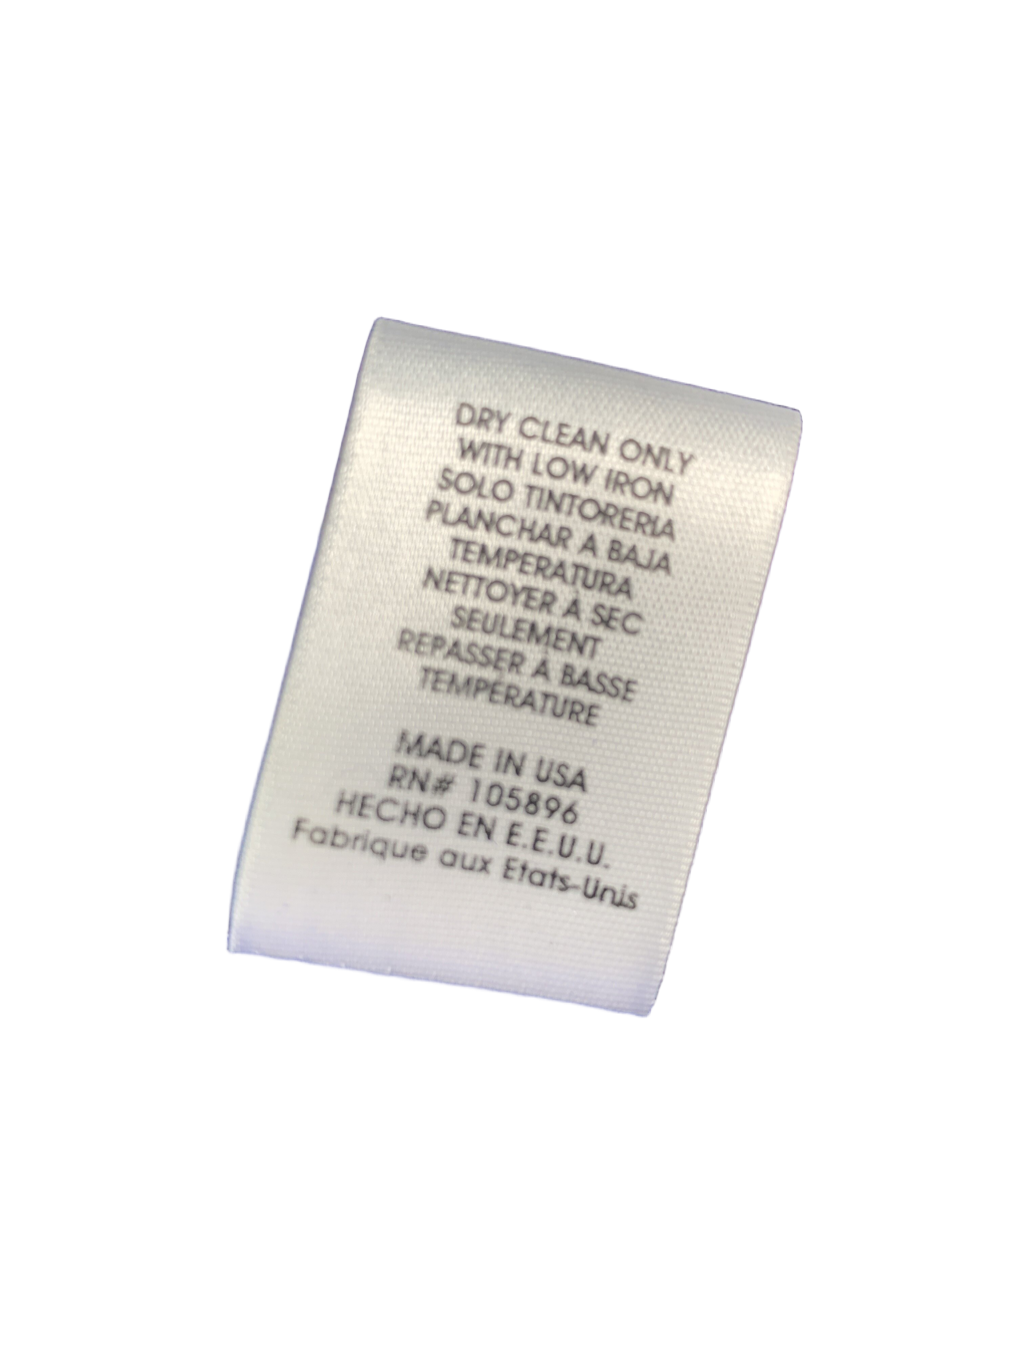 DRY CLEAN ONLY
WITH LOW IRON
SOLO TINTORERIA
PLANCHAR A BAJA
TEMPERATURA
NETTOYER À SEC
SEULEMENT
REPASSER À BASSE
TEMPÉRATURE
MADE IN USA
RN# 105896
HECHO EN E.E.U.U.
Fabrique aux Etats-Unis